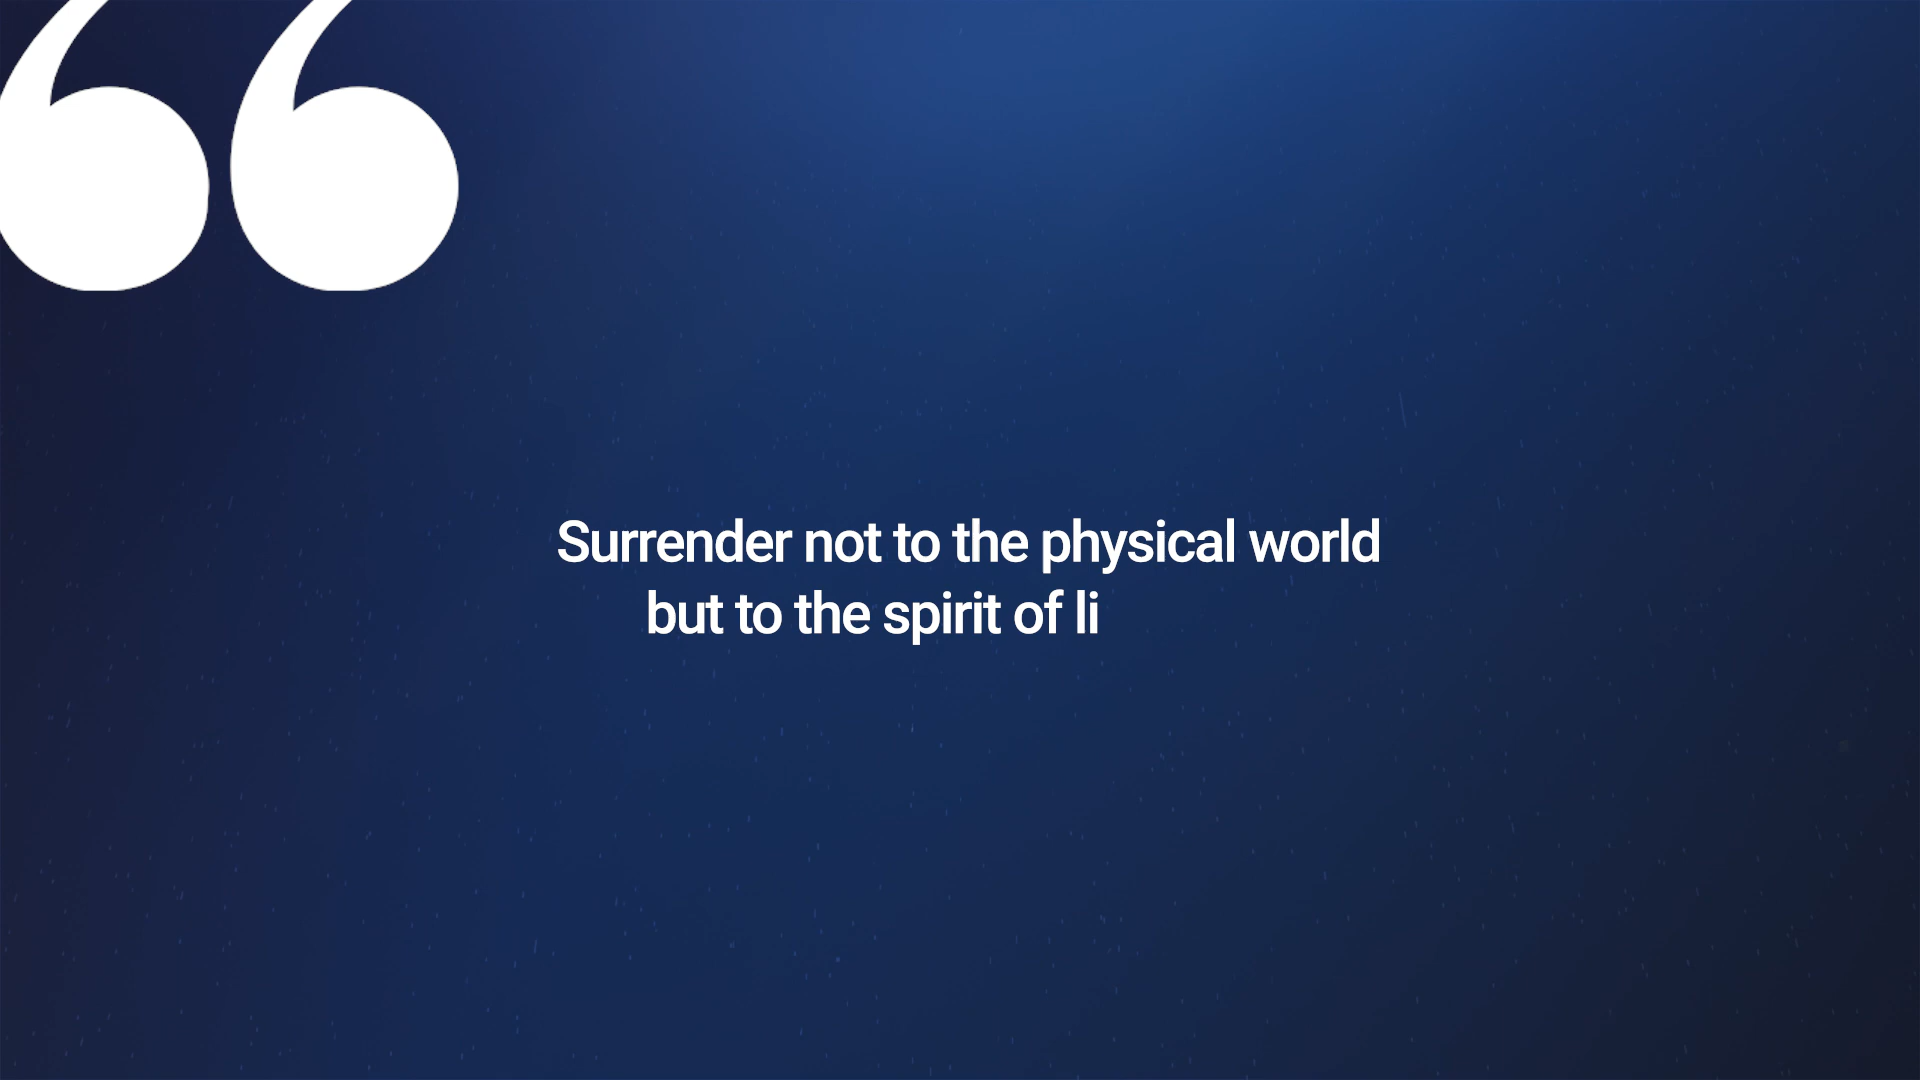 “
Surrender not to the physical world
but to the spirit of li